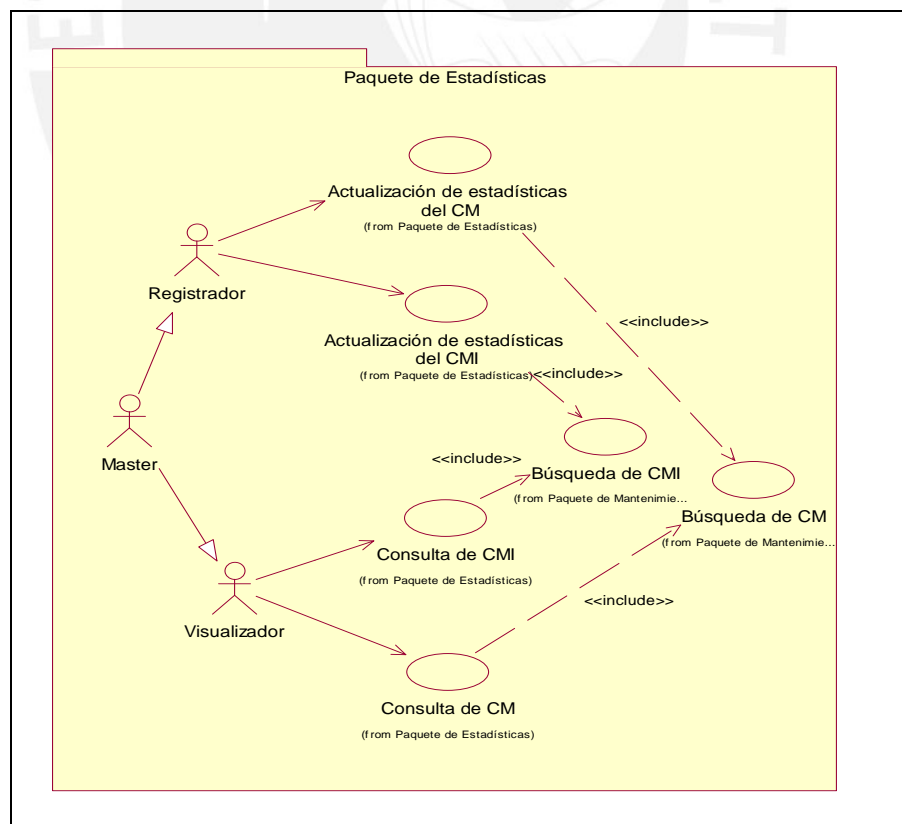 Paquete de Estadísticas
Actualización de estadísticas
del CM
(from Paquete de Estadísticas)
Registrador
<<include>>
Actualización de estadísticas
del CMI
(from Paquete de Estadísticas)
<<include>>
Master
<<include>>
Búsqueda de CMI
(from Paquete de Mantenimie...
Búsqueda de CM
(from Paquete de Mantenimie...
Consulta de CMI
(from Paquete de Estadísticas)
<<include>>
Visualizador
Consulta de CM
(from Paquete de Estadísticas)